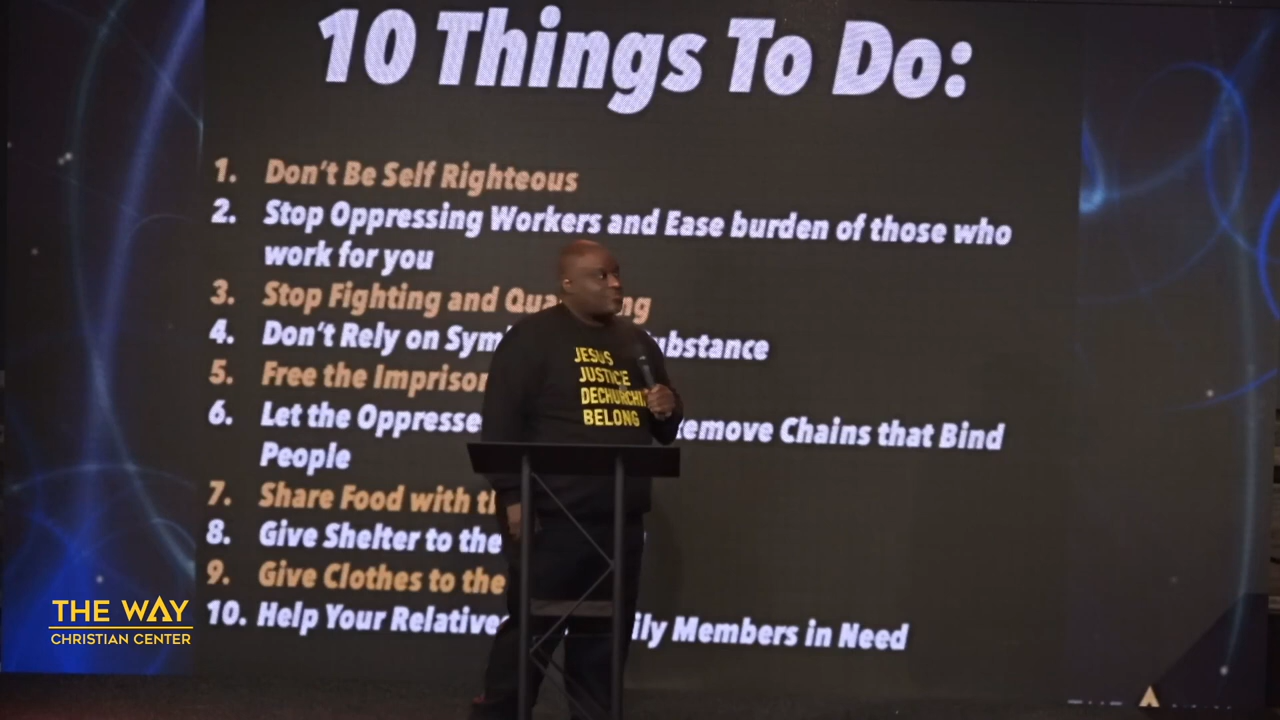 10 Things To Do:
1. Don't Be Self Righteous
2. Stop Oppressing Workers and Ease burden of those who
work for you
3. Stop Fighting and
4. Don't Rely on
5. Free the
6. Let the Chains that Bind
People
7. Share Food with
8. Give Shelter to the
9. Give Clothes to the
10. Help Your Members in Need
JESUS
JUSTICE
BELONG
THE WAY
CHRISTIAN CENTER